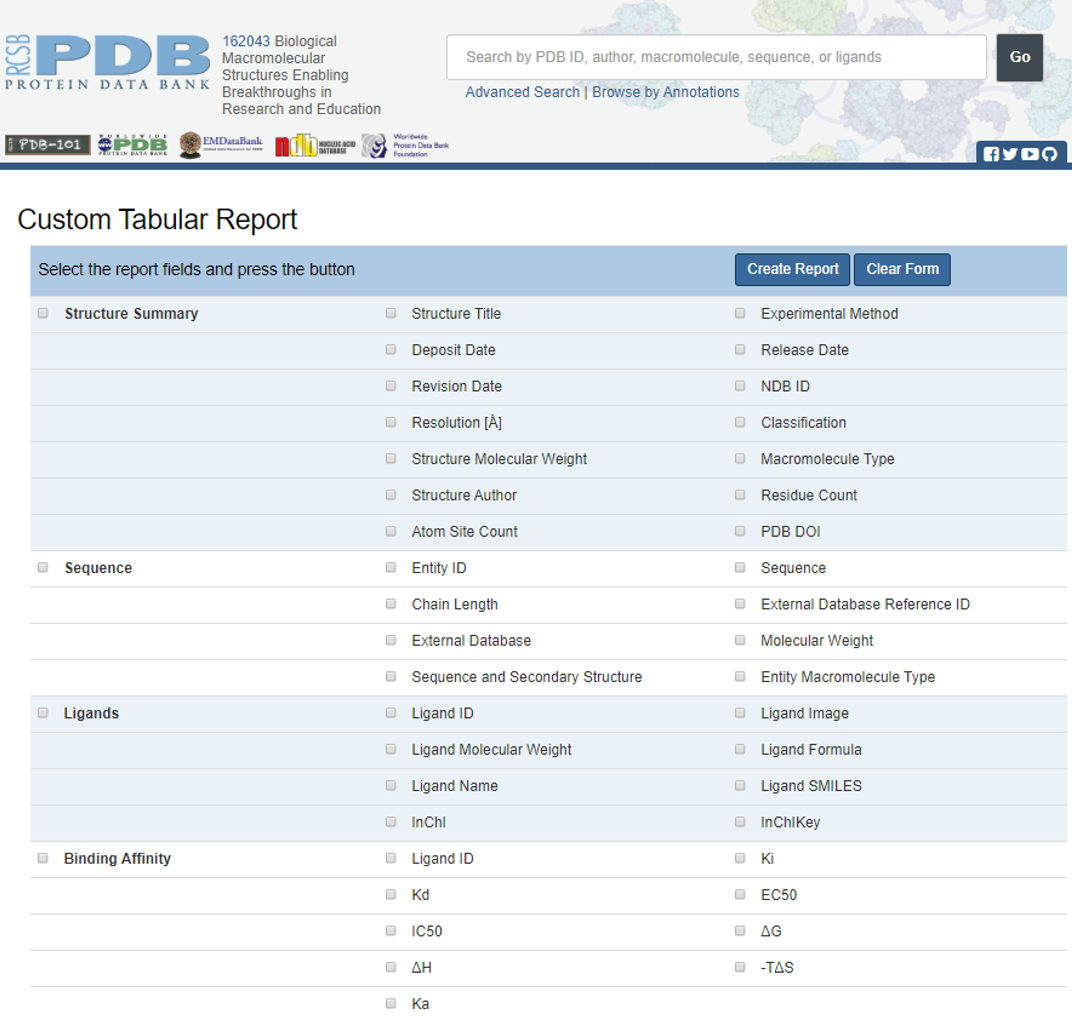 RCSB
PDB
PROTEIN DATA BANK
162043 Biological
Macromolecular
Structures Enabling
Breakthroughs in
Research and Education
Search by PDB ID, author, macromolecule, sequence, or ligands
Go
Advanced Search | Browse by Annotations
PDB-101
WORLDWIDE
PDB
PROTEIN DATA BANK
EMDataBank
NUCLEIC ACID
DATABASE
Worldwide
Protein Data Bank
Foundation
Custom Tabular Report
Select the report fields and press the button
Create Report
Clear Form
Structure Summary Structure Title Experimental Method
Deposit Date Release Date
Revision Date NDB ID
Resolution [Å] Classification
Structure Molecular Weight Macromolecule Type
Structure Author Residue Count
Atom Site Count PDB DOI
Sequence Entity ID Sequence
Chain Length External Database Reference ID
External Database Molecular Weight
Sequence and Secondary Structure Entity Macromolecule Type
Ligands Ligand ID Ligand Image
Ligand Molecular Weight Ligand Formula
Ligand Name Ligand SMILES
InChI InChIKey
Binding Affinity Ligand ID Ki
Kd EC50
IC50 ΔG
ΔH -TΔS
Ka